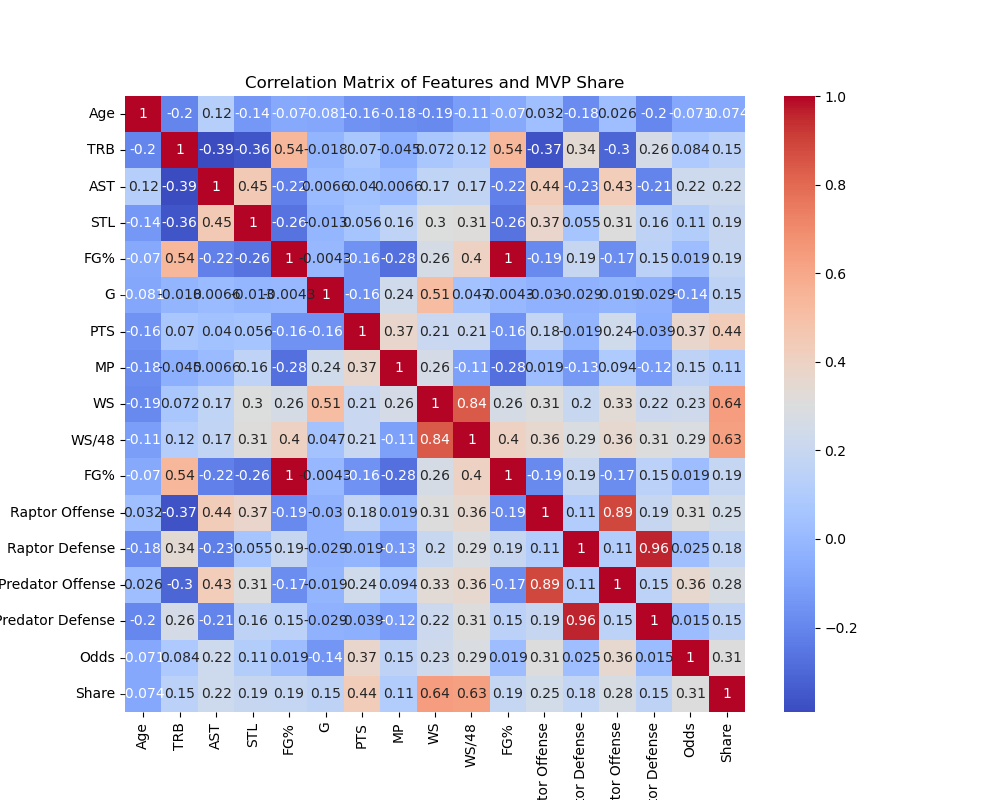 Correlation Matrix of Features and MVP Share
Age 1 -0.2 0.12 -0.14 -0.07 -0.081 -0.16 -0.18 -0.19 -0.11 -0.07 0.032 -0.18 0.026 -0.2 -0.071 -0.074 1.0
TRB -0.2 1 -0.39 -0.36 0.54 -0.018 0.07 -0.045 0.072 0.12 0.54 -0.37 0.34 -0.3 0.26 0.084 0.15
AST 0.12 -0.39 1 0.45 -0.22 0.0066 0.04 0.0066 0.17 0.17 -0.22 0.44 -0.23 0.43 -0.21 0.22 0.22 0.8
STL -0.14 -0.36 0.45 1 -0.26 -0.013 0.056 0.16 0.3 0.31 -0.26 0.37 0.055 0.31 0.16 0.11 0.19
FG% -0.07 0.54 -0.22 -0.26 1 -0.0043 -0.16 -0.28 0.26 0.4 1 -0.19 0.19 -0.17 0.15 0.019 0.19 0.6
G -0.081 -0.018 0.0066 -0.013 -0.0043 1 -0.16 0.24 0.51 0.047 -0.0043 -0.03 -0.029 -0.019 -0.029 -0.14 0.15
PTS -0.16 0.07 0.04 0.056 -0.16 -0.16 1 0.37 0.21 0.21 -0.16 0.18 -0.019 0.24 -0.039 0.37 0.44
MP -0.18 -0.045 0.0066 0.16 -0.28 0.24 0.37 1 0.26 -0.11 -0.28 0.019 -0.13 0.094 -0.12 0.15 0.11 0.4
WS -0.19 0.072 0.17 0.3 0.26 0.51 0.21 0.26 1 0.84 0.26 0.31 0.2 0.33 0.22 0.23 0.64
WS/48 -0.11 0.12 0.17 0.31 0.4 0.047 0.21 -0.11 0.84 1 0.4 0.36 0.29 0.36 0.31 0.29 0.63 0.2
FG% -0.07 0.54 -0.22 -0.26 1 -0.0043 -0.16 -0.28 0.26 0.4 1 -0.19 0.19 -0.17 0.15 0.019 0.19
Raptor Offense 0.032 -0.37 0.44 0.37 -0.19 -0.03 0.18 0.019 0.31 0.36 -0.19 1 0.11 0.89 0.19 0.31 0.25
Raptor Defense -0.18 0.34 -0.23 0.055 0.19 -0.029 -0.019 -0.13 0.2 0.29 0.19 0.11 1 0.11 0.96 0.025 0.18 0.0
Predator Offense 0.026 -0.3 0.43 0.31 -0.17 -0.019 0.24 0.094 0.33 0.36 -0.17 0.89 0.11 1 0.15 0.36 0.28
Predator Defense -0.2 0.26 -0.21 0.16 0.15 -0.029 -0.039 -0.12 0.22 0.31 0.15 0.19 0.96 0.15 1 0.015 0.15 −0.2
Odds -0.071 0.084 0.22 0.11 0.019 -0.14 0.37 0.15 0.23 0.29 0.019 0.31 0.025 0.36 0.015 1 0.31
Share -0.074 0.15 0.22 0.19 0.19 0.15 0.44 0.11 0.64 0.63 0.19 0.25 0.18 0.28 0.15 0.31 1
Age TRB AST STL FG% G PTS MP WS WS/48 FG% tor Offense tor Defense tor Offense tor Defense Odds Share